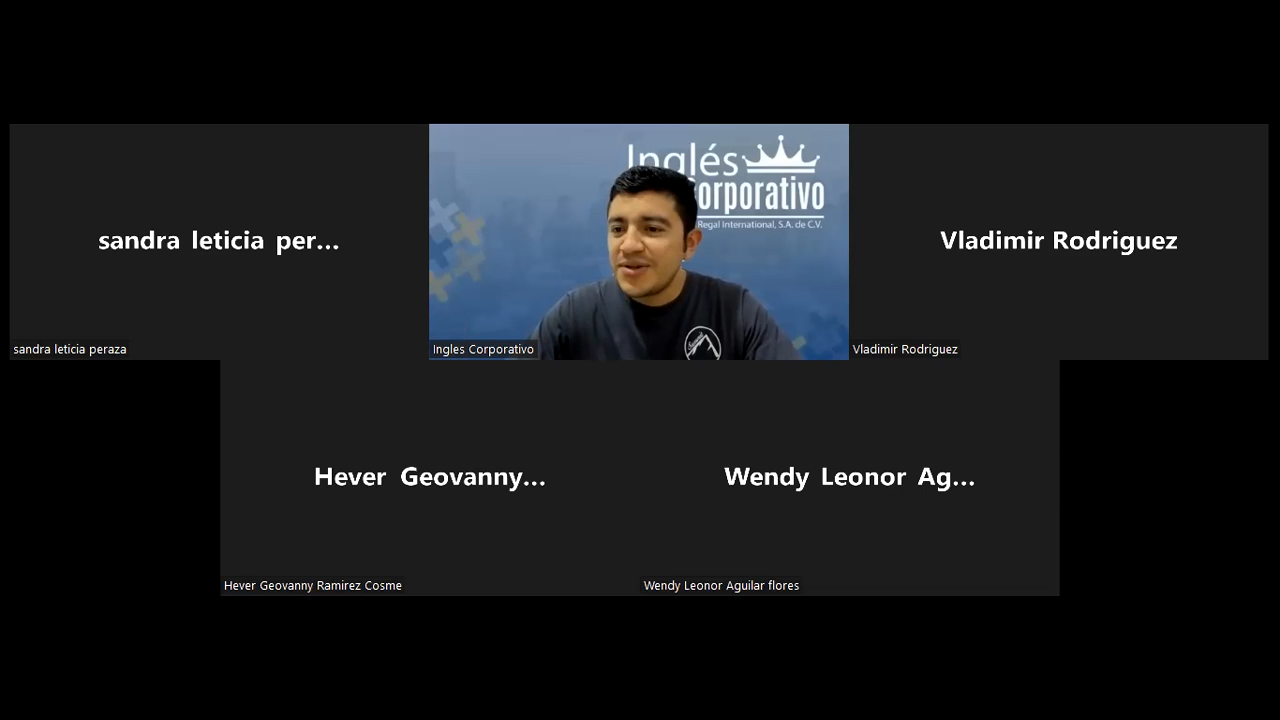 sandra leticia per...
sandra leticia peraza
Inglés
Corporativo
Regal International, S.A. de C.V.
Ingles Corporativo
Vladimir Rodriguez
Vladimir Rodriguez
Hever Geovanny...
Hever Geovanny Ramirez Cosme
Wendy Leonor Ag...
Wendy Leonor Aguilar flores